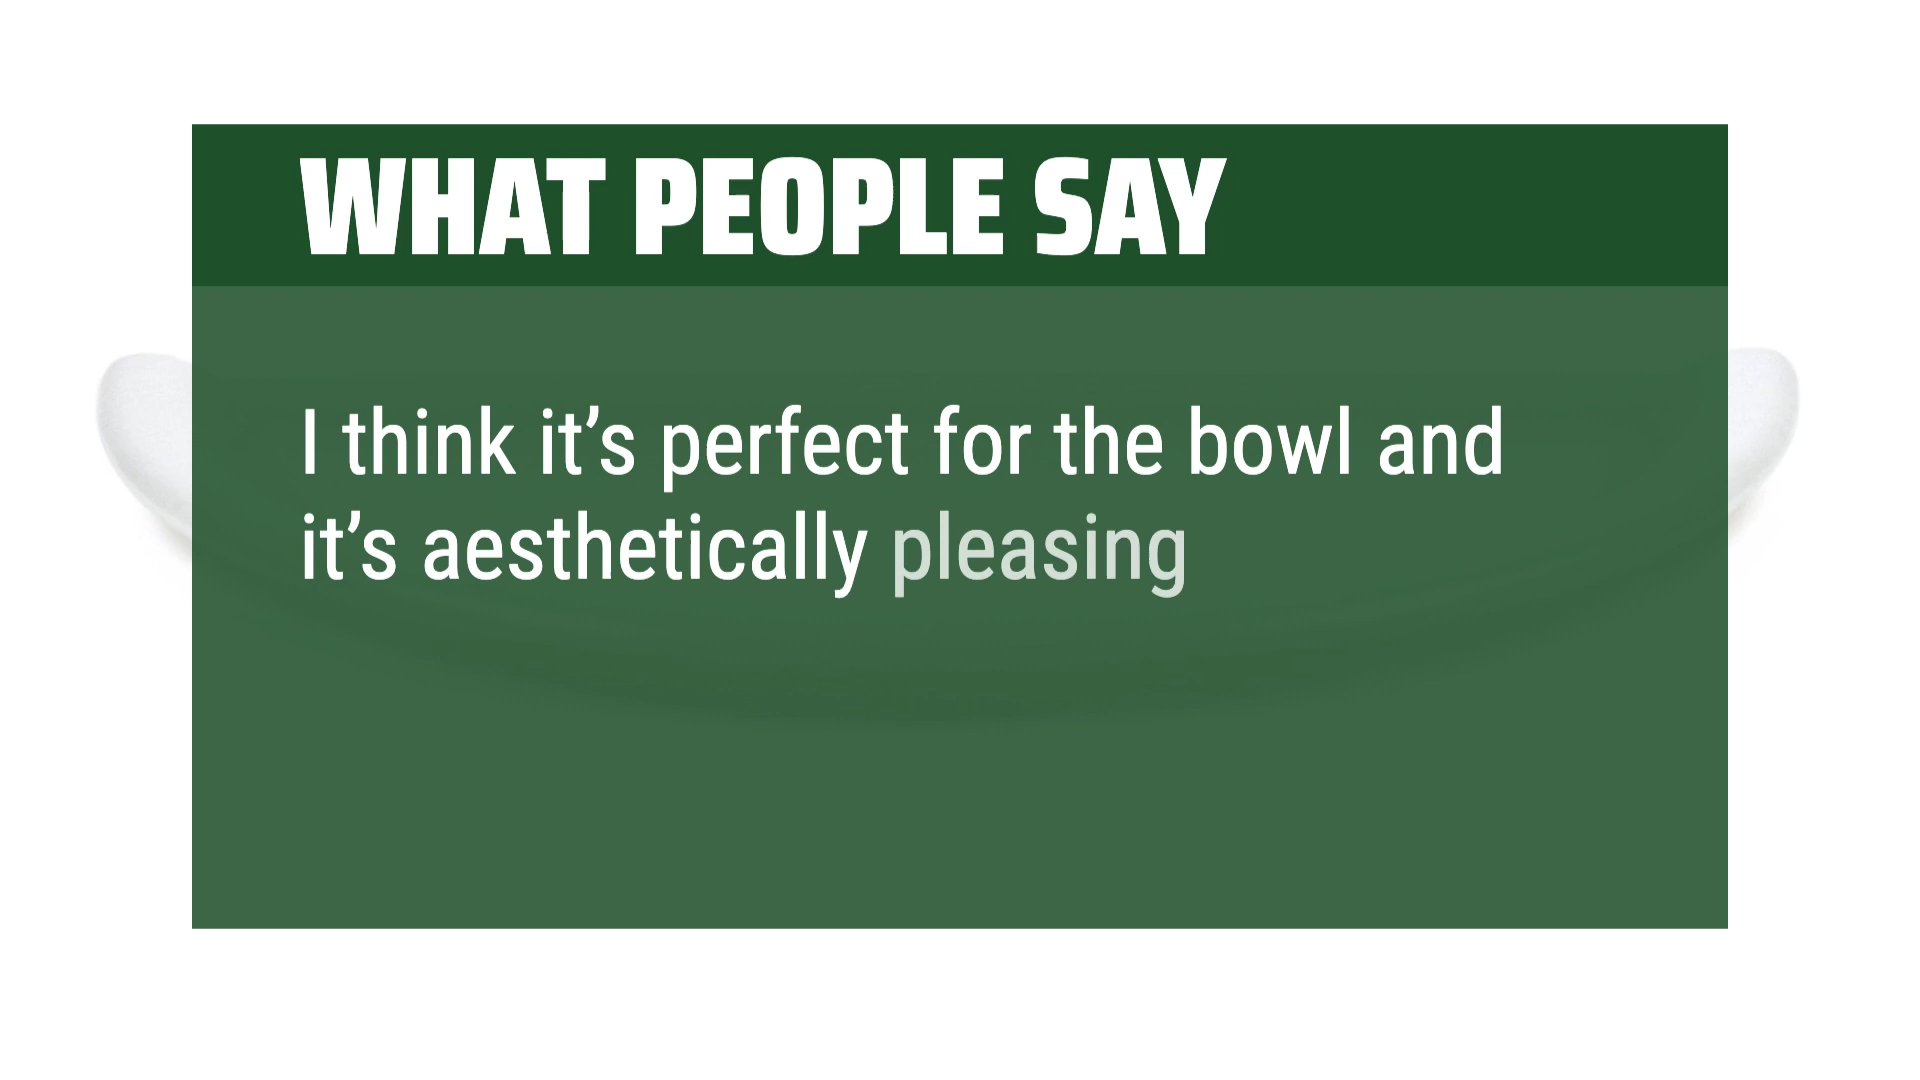 WHAT PEOPLE SAY
I think it’s perfect for the bowl and
it’s aesthetically pleasing